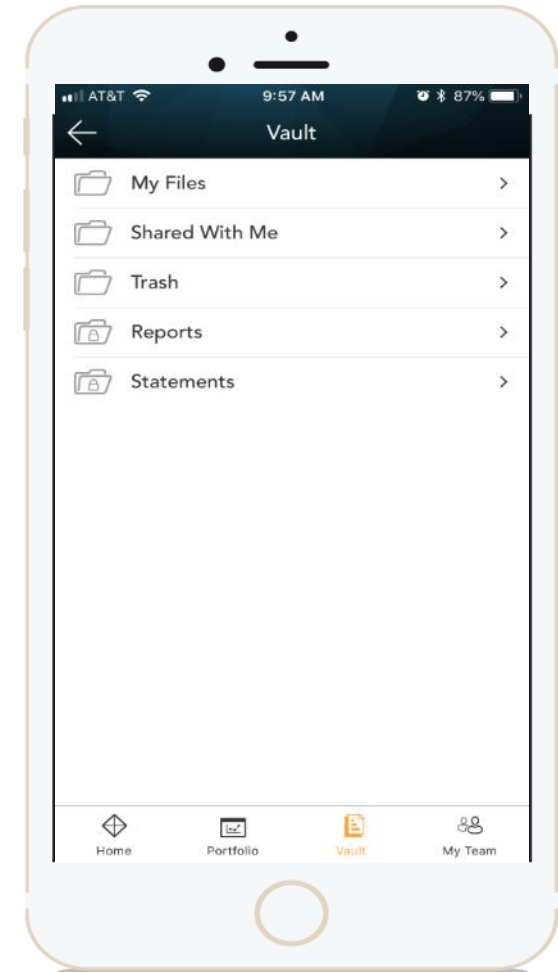 AT&T 9:57 AM 87%
Vault
My Files
Shared With Me
Trash
Reports
Statements
Home Portfolio Vault My Team